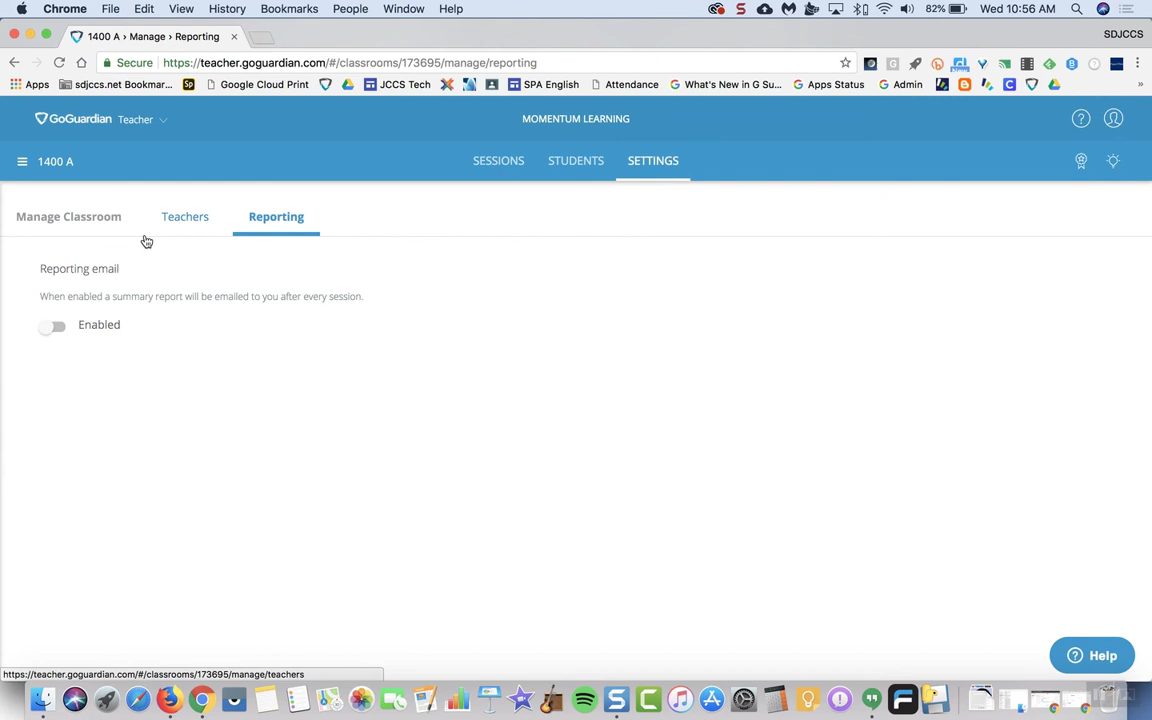 Chrome File Edit View History Bookmarks People Window Help 82% Wed 10:56 AM
1400 A › Manage › Reporting SDJCCS
Secure https://teacher.goguardian.com/#/classrooms/173695/manage/reporting
Apps sdjccs.net Bookmar... Sp Google Cloud Print JCCS Tech SPA English Attendance What's New in G Su... Apps Status Admin »
GoGuardian Teacher MOMENTUM LEARNING
1400 A SESSIONS STUDENTS SETTINGS
Manage Classroom Teachers Reporting
Reporting email
When enabled a summary report will be emailed to you after every session.
Enabled
Help
https://teacher.goguardian.com/#/classrooms/173695/manage/teachers